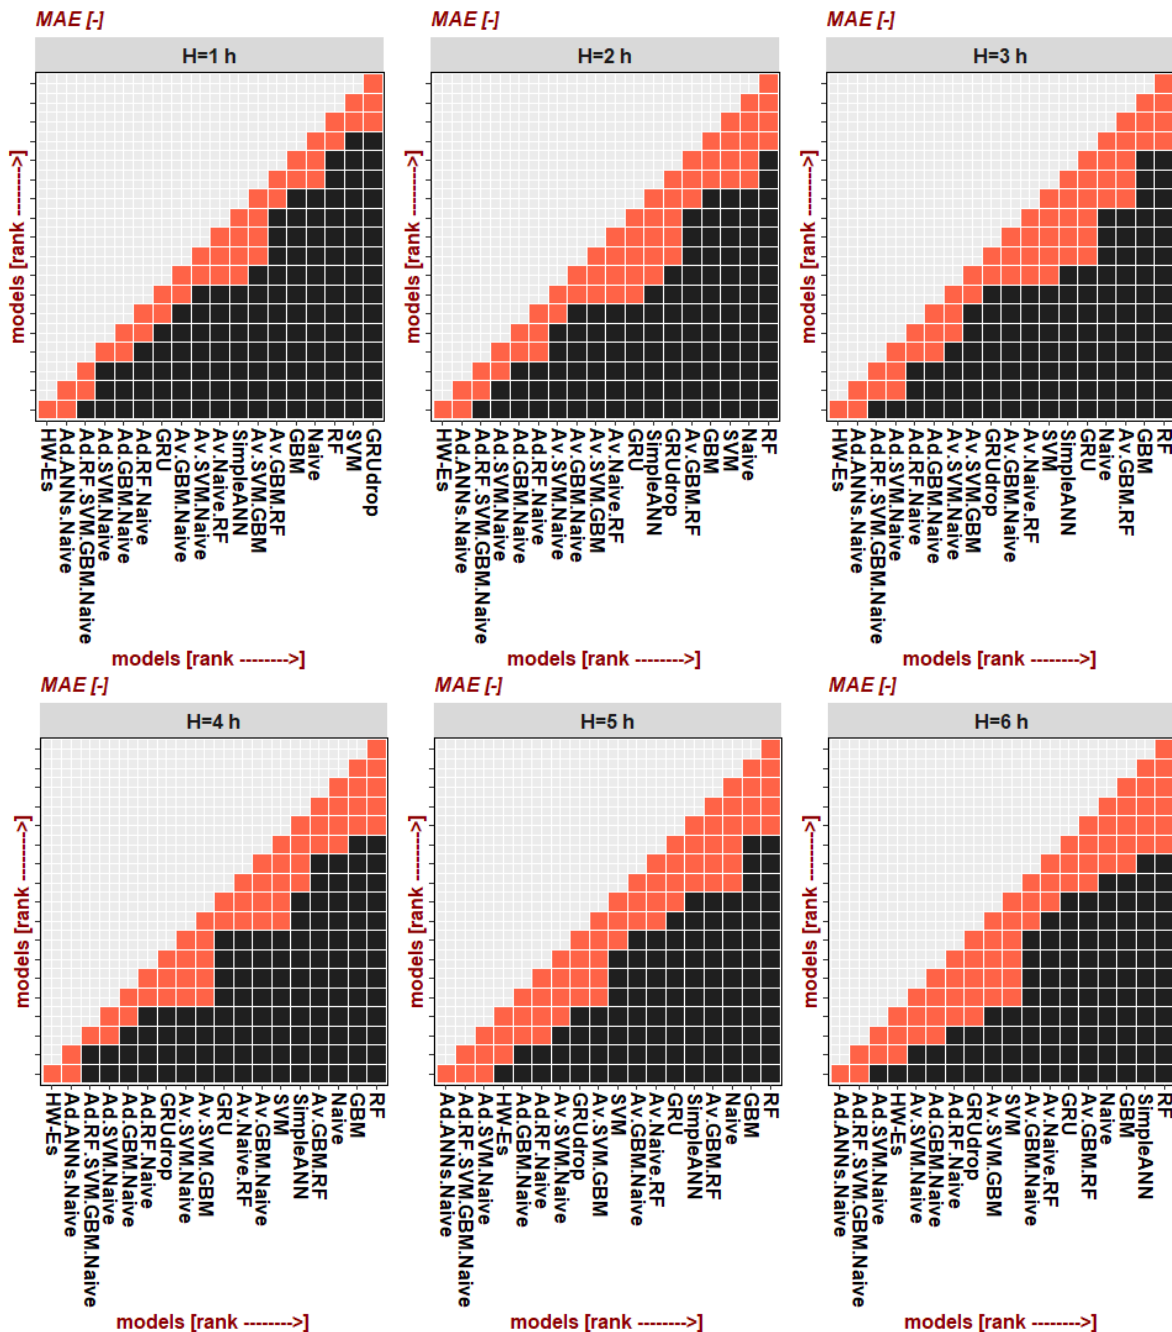 MAE [-]
MAE [-]
MAE [-]
H=1 h
H=2 h
H=3 h
models [rank -------->]
models [rank -------->]
models [rank -------->]
HW-Es
Ad.ANNs.Naive
Ad.RF.SVM.GBM.Naive
Ad.SVM.Naive
Ad.GBM.Naive
Ad.RF.Naive
GRU
Av.GBM.Naive
Av.SVM.Naive
Av.Naive.RF
SimpleANN
Av.SVM.GBM
Av.GBM.RF
GBM
Naive
RF
SVM
GRUdrop
HW-Es
Ad.ANNs.Naive
Ad.RF.SVM.GBM.Naive
Ad.SVM.Naive
Ad.GBM.Naive
Ad.RF.Naive
Av.SVM.Naive
Av.GBM.Naive
Av.SVM.GBM
Av.Naive.RF
GRU
SimpleANN
GRUdrop
Av.GBM.RF
GBM
SVM
Naive
RF
HW-Es
Ad.ANNs.Naive
Ad.RF.SVM.GBM.Naive
Ad.SVM.Naive
Ad.RF.Naive
Ad.GBM.Naive
Av.SVM.Naive
Av.SVM.GBM
GRUdrop
Av.GBM.Naive
Av.Naive.RF
SVM
SimpleANN
GRU
Naive
Av.GBM.RF
GBM
RF
models [rank -------->]
models [rank -------->]
models [rank -------->]
MAE [-]
MAE [-]
MAE [-]
H=4 h
H=5 h
H=6 h
models [rank -------->]
models [rank -------->]
models [rank -------->]
HW-Es
Ad.ANNs.Naive
Ad.RF.SVM.GBM.Naive
Ad.SVM.Naive
Ad.GBM.Naive
Ad.RF.Naive
GRUdrop
Av.SVM.Naive
Av.SVM.GBM
GRU
Av.Naive.RF
Av.GBM.Naive
SVM
SimpleANN
Av.GBM.RF
Naive
GBM
RF
Ad.ANNs.Naive
Ad.RF.SVM.GBM.Naive
Ad.SVM.Naive
HW-Es
Ad.GBM.Naive
Ad.RF.Naive
Av.SVM.Naive
GRUdrop
Av.SVM.GBM
SVM
Av.GBM.Naive
Av.Naive.RF
GRU
SimpleANN
Av.GBM.RF
Naive
GBM
RF
Ad.ANNs.Naive
Ad.RF.SVM.GBM.Naive
Ad.SVM.Naive
HW-Es
Av.SVM.Naive
Ad.GBM.Naive
Ad.RF.Naive
GRUdrop
Av.SVM.GBM
SVM
Av.GBM.Naive
Av.Naive.RF
GRU
Av.GBM.RF
Naive
GBM
SimpleANN
RF
models [rank -------->]
models [rank -------->]
models [rank -------->]